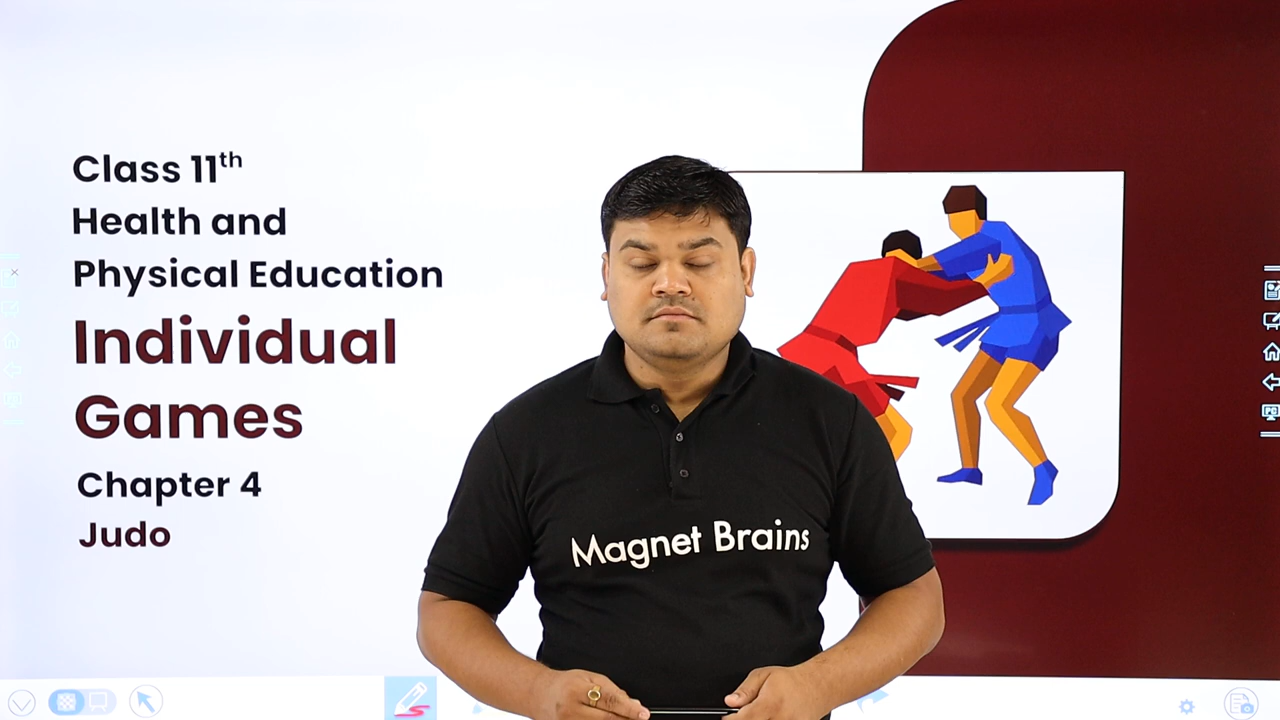 Class 11th
Health and
Physical Education
Individual
Games
Chapter 4
Judo
Magnet Brains